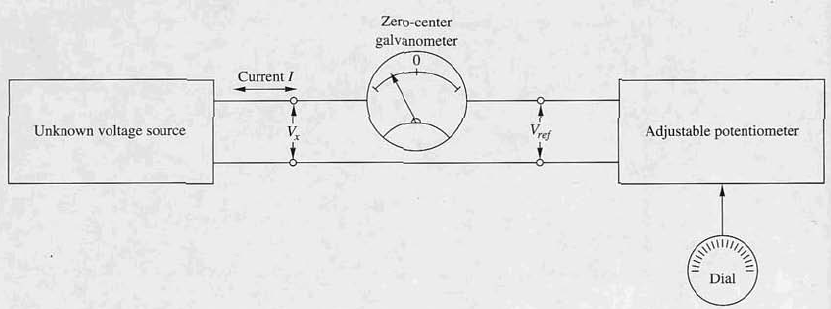 Zero-center
galvanometer
0
Current I
Unknown voltage source
Vx
Vref
Adjustable potentiometer
Dial